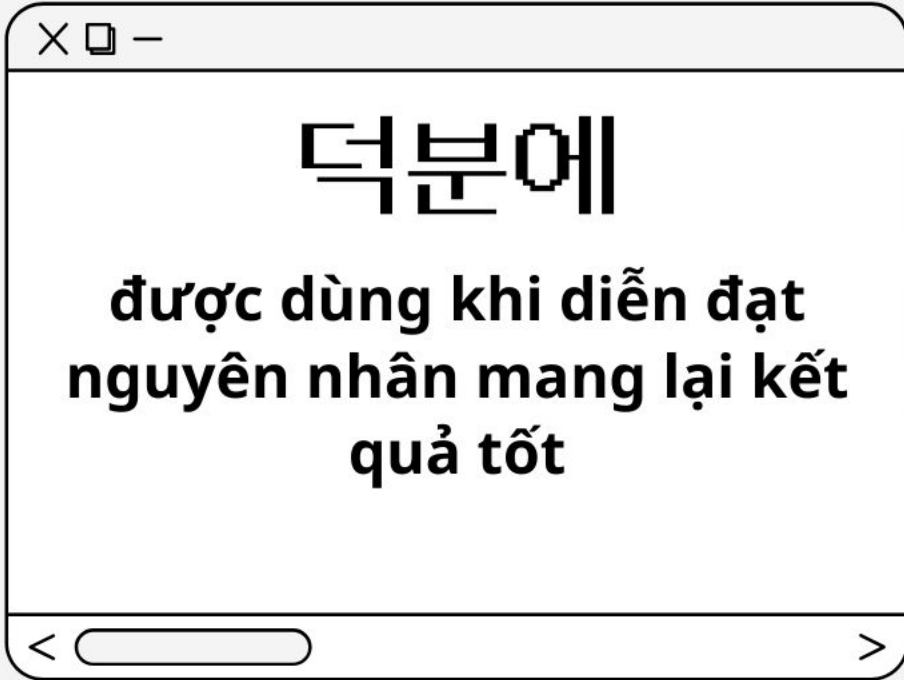 덕분에
được dùng khi diễn đạt
nguyên nhân mang lại kết
quả tốt